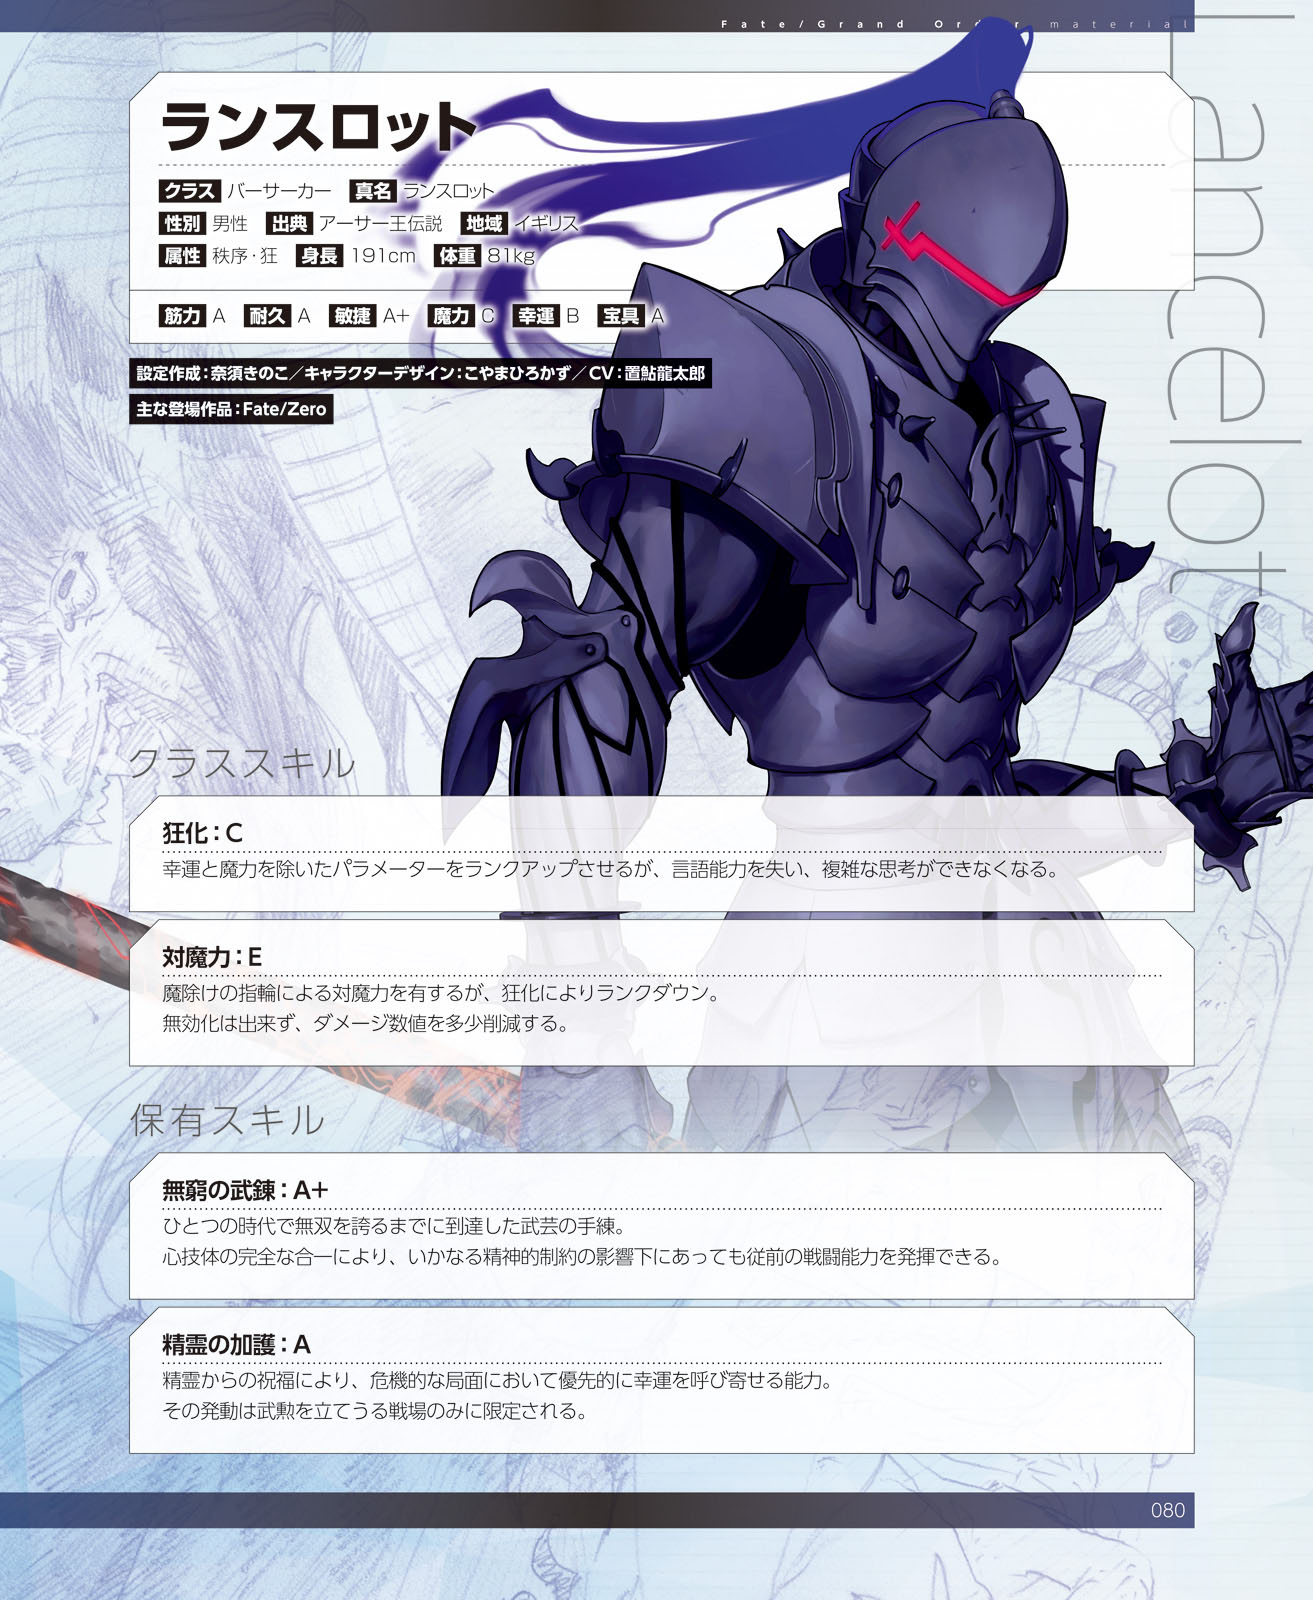 Fate/Grand Order material
Lancelot
ランスロット
クラス バーサーカー 真名 ランスロット
性別 男性 出典 アーサー王伝説 地域 イギリス
属性 秩序・狂 身長 191cm 体重 81kg
筋力 A 耐久 A 敏捷 A+ 魔力 C 幸運 B 宝具 A
設定作成：奈須きのこ／キャラクターデザイン：こやまひろかず／CV：置鮎龍太郎
主な登場作品：Fate/Zero
クラススキル
狂化：C
幸運と魔力を除いたパラメーターをランクアップさせるが、言語能力を失い、複雑な思考ができなくなる。
対魔力：E
魔除けの指輪による対魔力を有するが、狂化によりランクダウン。
無効化は出来ず、ダメージ数値を多少削減する。
保有スキル
無窮の武錬：A+
ひとつの時代で無双を誇るまでに到達した武芸の手練。
心技体の完全な合一により、いかなる精神的制約の影響下にあっても従前の戦闘能力を発揮できる。
精霊の加護：A
精霊からの祝福により、危機的な局面において優先的に幸運を呼び寄せる能力。
その発動は武勲を立てうる戦場のみに限定される。
080